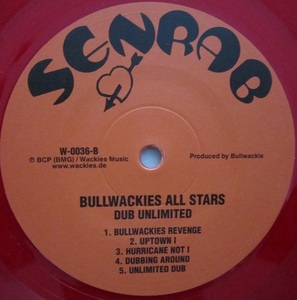 SENRAB
W-0036-B
℗ BCP (BMG) / Wackies Music
www.wackies.de
Produced by Bullwackie
BULLWACKIES ALL STARS
DUB UNLIMITED
1. BULLWACKIES REVENGE
2. UPTOWN I
3. HURRICANE NOT I
4. DUBBING AROUND
5. UNLIMITED DUB